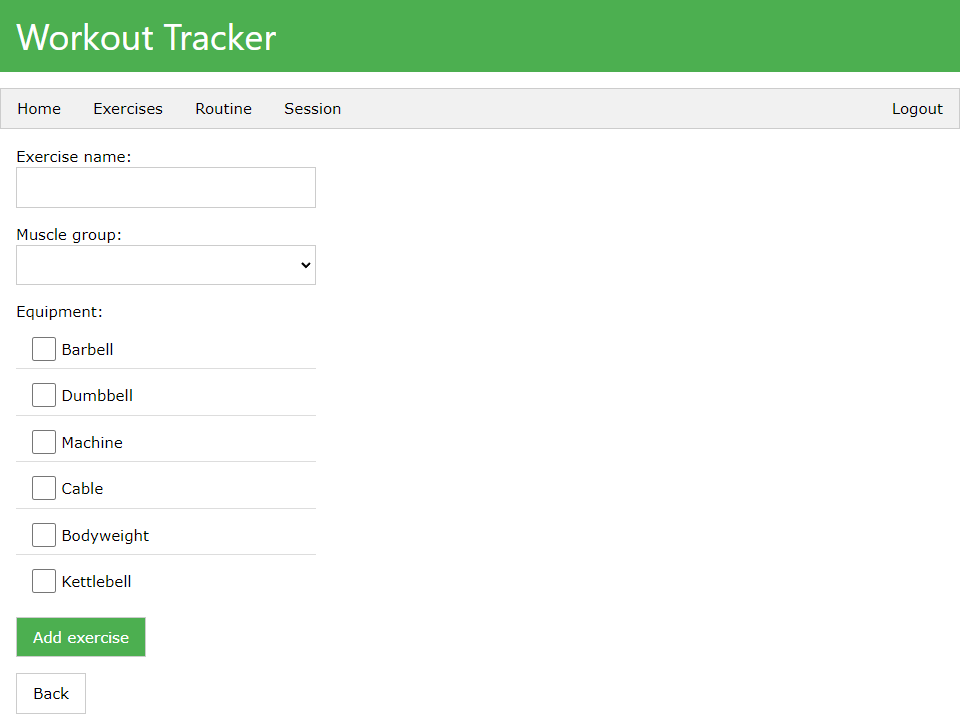 Workout Tracker
Home Exercises Routine Session Logout
Exercise name:
Muscle group:
Equipment:
Barbell
Dumbbell
Machine
Cable
Bodyweight
Kettlebell
Add exercise
Back